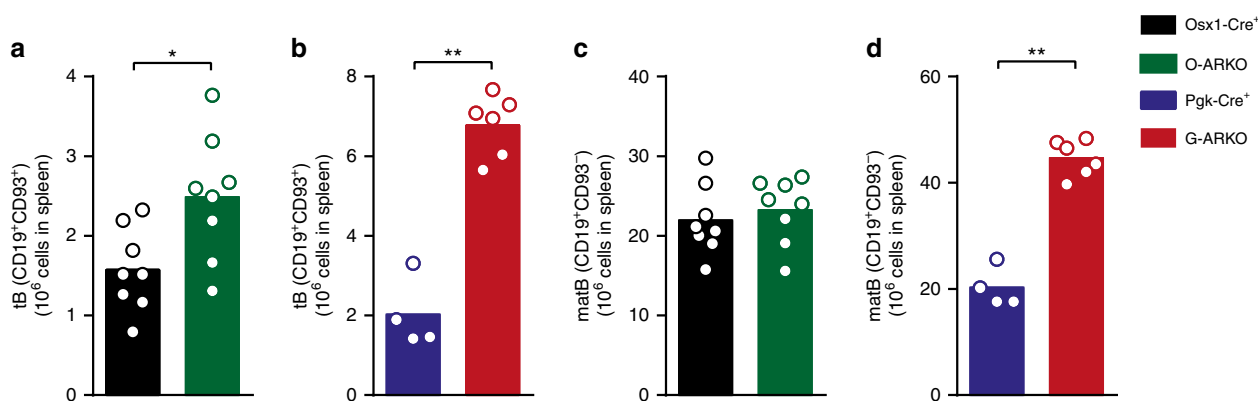 a
*
tB (CD19⁺CD93⁺)
(10⁶ cells in spleen)
4
3
2
1
0
b
**
tB (CD19⁺CD93⁺)
(10⁶ cells in spleen)
8
6
4
2
0
c
matB (CD19⁺CD93⁻)
(10⁶ cells in spleen)
40
30
20
10
0
d
**
matB (CD19⁺CD93⁻)
(10⁶ cells in spleen)
60
40
20
0
Osx1-Cre⁺
O-ARKO
Pgk-Cre⁺
G-ARKO